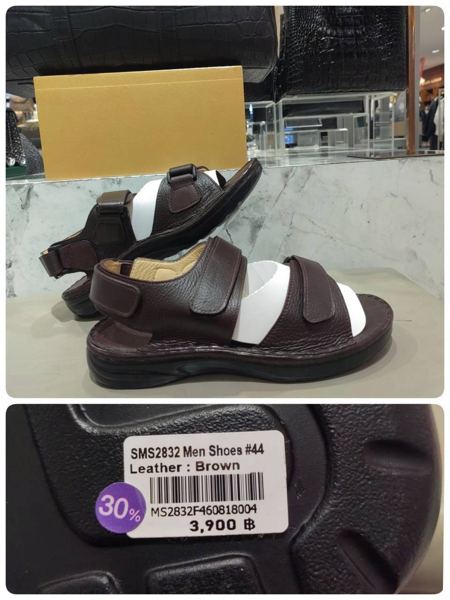 SMS2832 Men Shoes #44
Leather : Brown
30%
MS2832F460818004
3,900 ฿